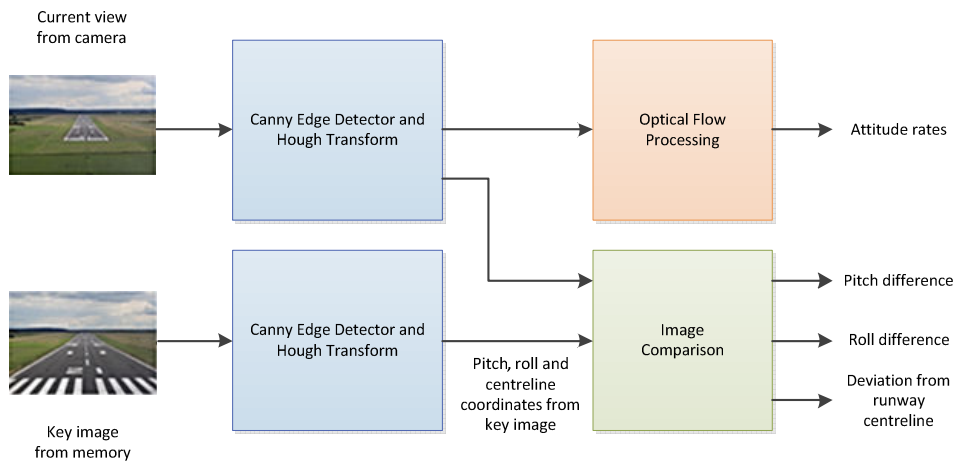 Current view
from camera
Canny Edge Detector and
Hough Transform
Optical Flow
Processing
Attitude rates
Canny Edge Detector and
Hough Transform
Pitch, roll and
centreline
coordinates from
key image
Image
Comparison
Pitch difference
Roll difference
Deviation from
runway
centreline
Key image
from memory